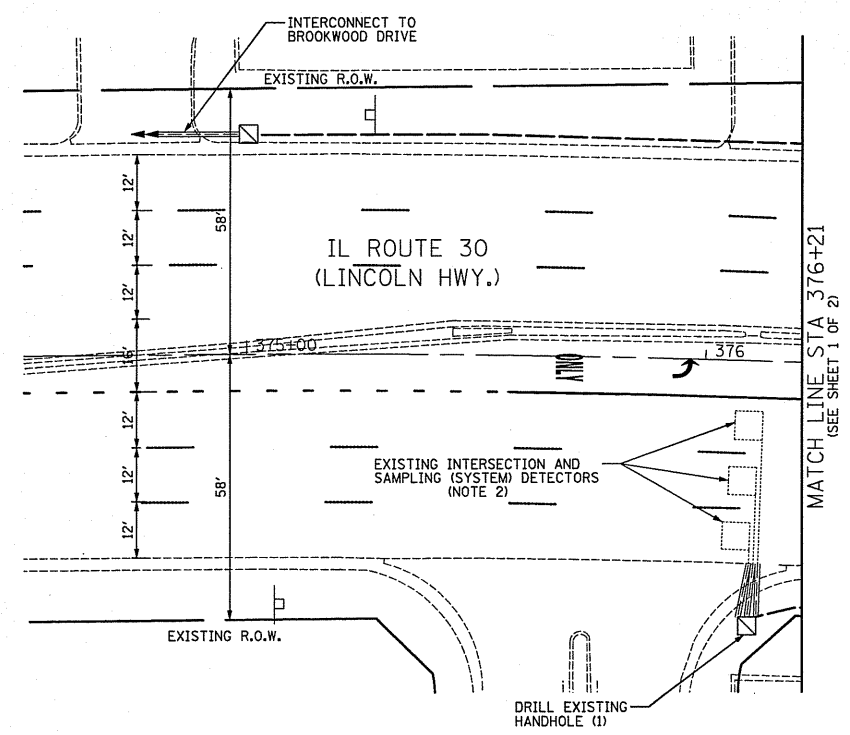 INTERCONNECT TO
BROOKWOOD DRIVE
EXISTING R.O.W.
12'
12'
12'
16'
12'
12'
12'
58'
58'
IL ROUTE 30
(LINCOLN HWY.)
375+00
ONLY
376
MATCH LINE STA 376+21
(SEE SHEET 1 OF 2)
EXISTING INTERSECTION AND
SAMPLING (SYSTEM) DETECTORS
(NOTE 2)
EXISTING R.O.W.
DRILL EXISTING
HANDHOLE (1)